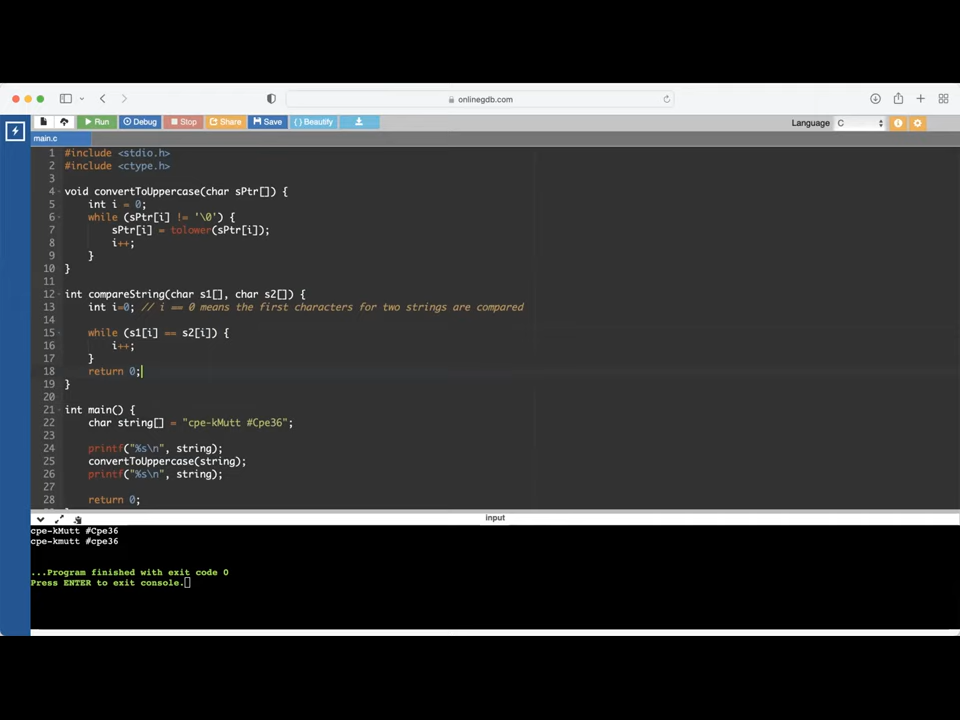 onlinegdb.com
Run Debug Stop Share Save { } Beautify Language C
main.c
1 #include <stdio.h>
2 #include <ctype.h>
3
4 void convertToUppercase(char sPtr[]) {
5 int i = 0;
6 while (sPtr[i] != '\0') {
7 sPtr[i] = tolower(sPtr[i]);
8 i++;
9 }
10 }
11
12 int compareString(char s1[], char s2[]) {
13 int i=0; // i == 0 means the first characters for two strings are compared
14
15 while (s1[i] == s2[i]) {
16 i++;
17 }
18 return 0;
19 }
20
21 int main() {
22 char string[] = "cpe-kMutt #Cpe36";
23
24 printf("%s\n", string);
25 convertToUppercase(string);
26 printf("%s\n", string);
27
28 return 0;
input
cpe-kMutt #Cpe36
cpe-kmutt #cpe36
...Program finished with exit code 0
Press ENTER to exit console.